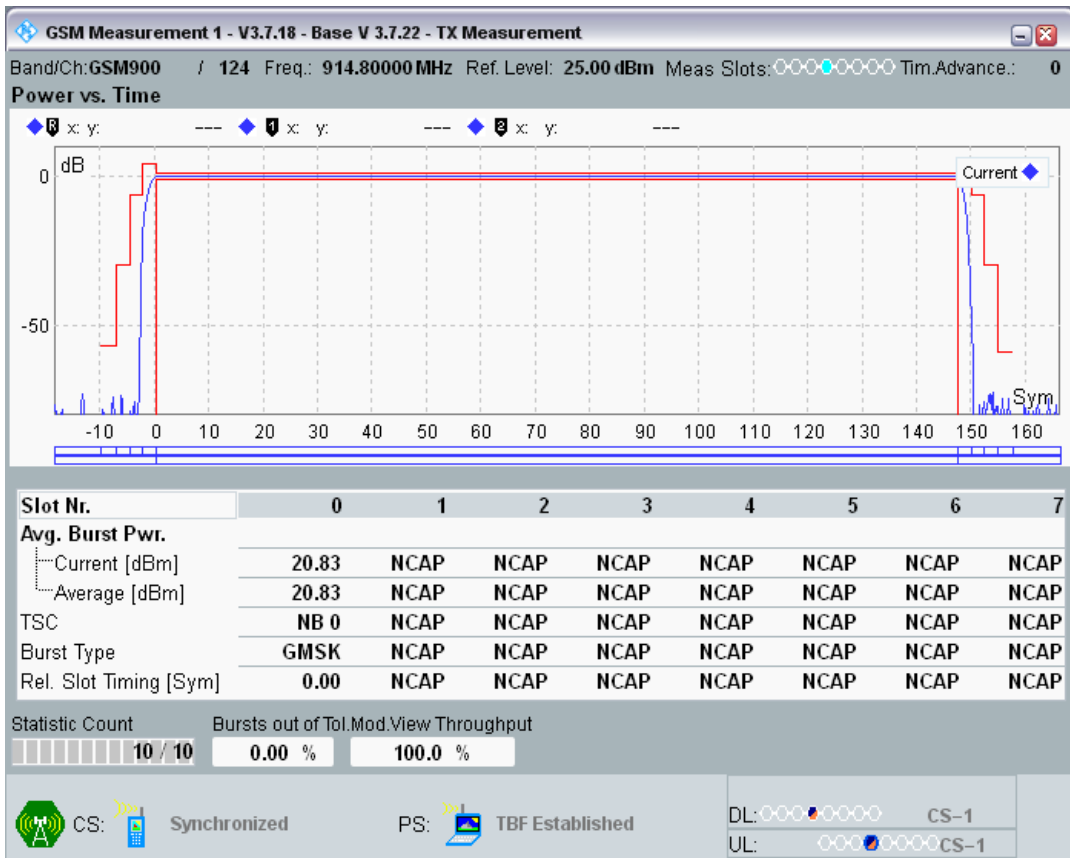 GSM Measurement 1 - V3.7.18 - Base V 3.7.22 - TX Measurement
Band/Ch:GSM900 / 124 Freq.: 914.80000 MHz Ref. Level: 25.00 dBm Meas Slots: Tim.Advance.: 0
Power vs. Time
R x: y: --- 1 x: y: --- 2 x: y: ---
dB
Current
0
-50
Sym
-10 0 10 20 30 40 50 60 70 80 90 100 110 120 130 140 150 160
Slot Nr. 0 1 2 3 4 5 6 7
Avg. Burst Pwr.
Current [dBm] 20.83 NCAP NCAP NCAP NCAP NCAP NCAP NCAP
Average [dBm] 20.83 NCAP NCAP NCAP NCAP NCAP NCAP NCAP
TSC NB 0 NCAP NCAP NCAP NCAP NCAP NCAP NCAP
Burst Type GMSK NCAP NCAP NCAP NCAP NCAP NCAP NCAP
Rel. Slot Timing [Sym] 0.00 NCAP NCAP NCAP NCAP NCAP NCAP NCAP
Statistic Count Bursts out of Tol.Mod.View Throughput
10 / 10 0.00 % 100.0 %
CS: Synchronized PS: TBF Established
DL: CS-1
UL: CS-1